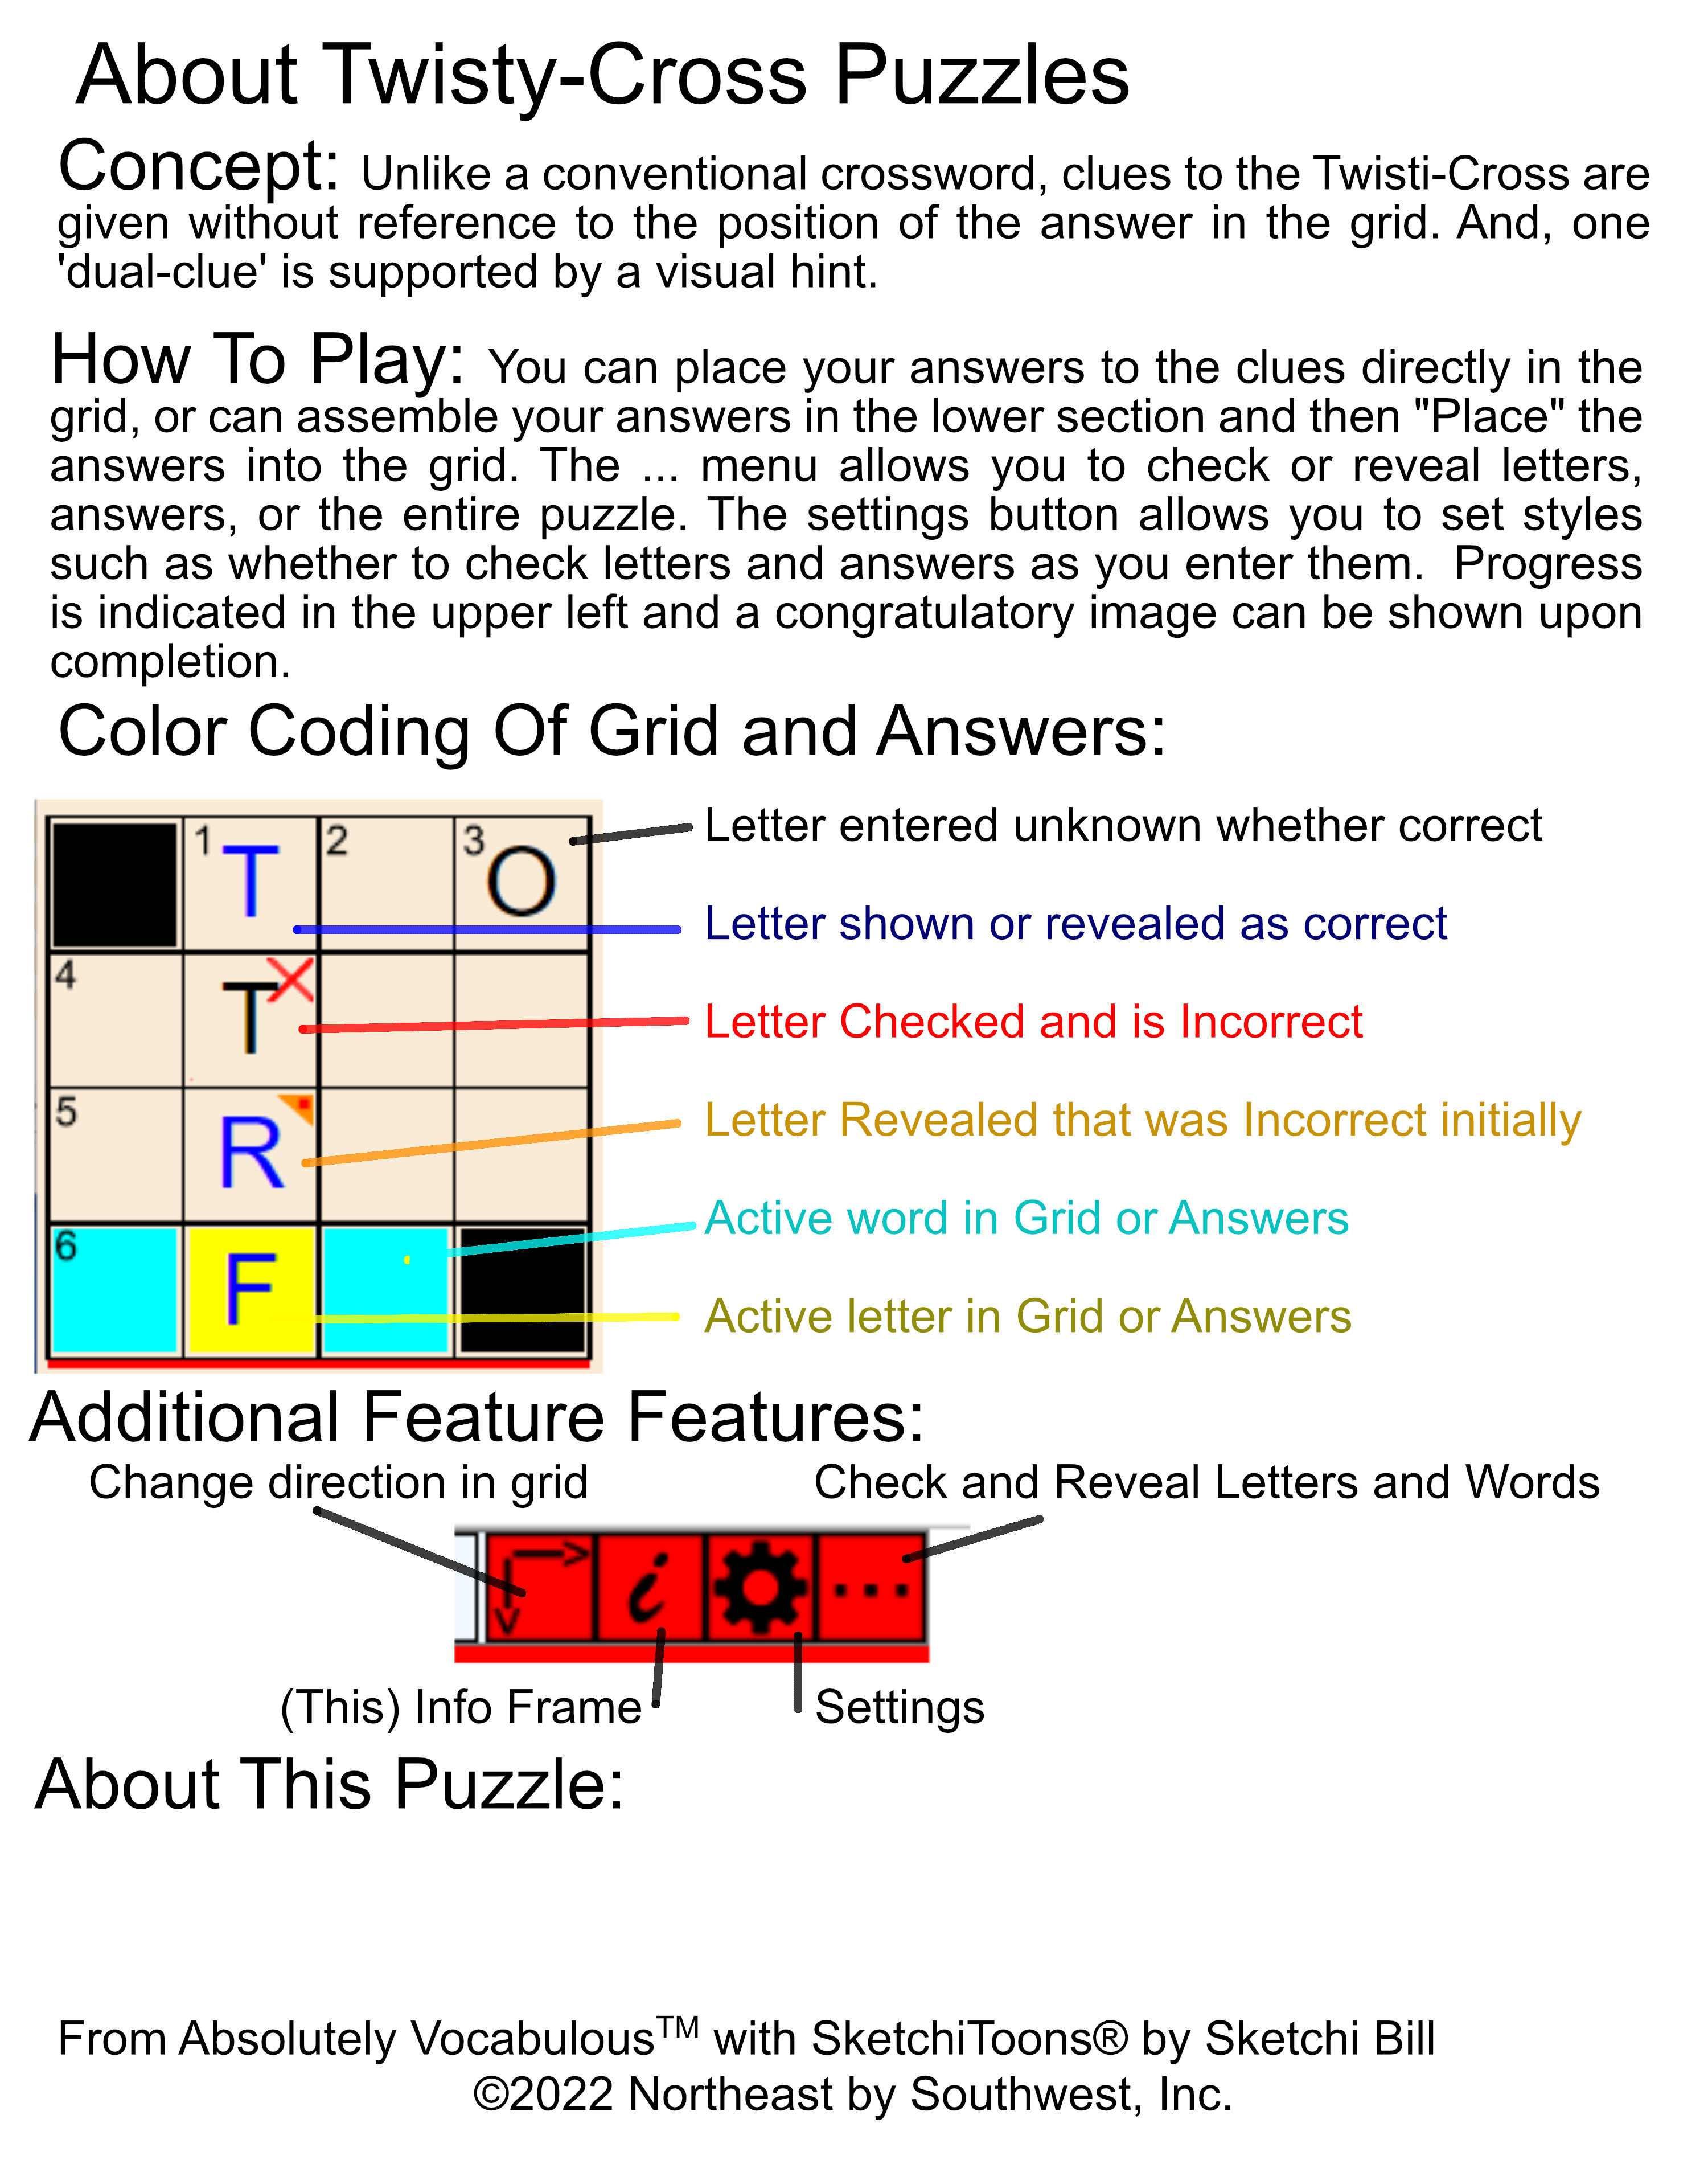 About Twisty-Cross Puzzles
Concept: Unlike a conventional crossword, clues to the Twisti-Cross are
given without reference to the position of the answer in the grid. And, one
'dual-clue' is supported by a visual hint.
How To Play: You can place your answers to the clues directly in the
grid, or can assemble your answers in the lower section and then "Place" the
answers into the grid. The ... menu allows you to check or reveal letters,
answers, or the entire puzzle. The settings button allows you to set styles
such as whether to check letters and answers as you enter them. Progress
is indicated in the upper left and a congratulatory image can be shown upon
completion.
Color Coding Of Grid and Answers:
1 T 2 3 O
Letter entered unknown whether correct
Letter shown or revealed as correct
4 T
Letter Checked and is Incorrect
5 R
Letter Revealed that was Incorrect initially
6 F
Active word in Grid or Answers
Active letter in Grid or Answers
Additional Feature Features:
Change direction in grid
Check and Reveal Letters and Words
i ...
(This) Info Frame
Settings
About This Puzzle:
From Absolutely Vocabulous™ with SketchiToons® by Sketchi Bill
©2022 Northeast by Southwest, Inc.